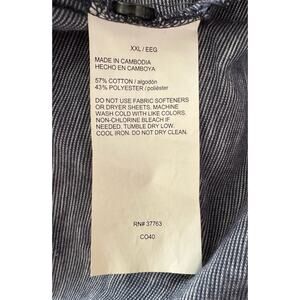 XXL / EEG
MADE IN CAMBODIA
HECHO EN CAMBOYA
57% COTTON / algodón
43% POLYESTER / poliéster
DO NOT USE FABRIC SOFTENERS
OR DRYER SHEETS. MACHINE
WASH COLD WITH LIKE COLORS.
NON-CHLORINE BLEACH IF
NEEDED. TUMBLE DRY LOW.
COOL IRON. DO NOT DRY CLEAN.
RN# 37763
CO40